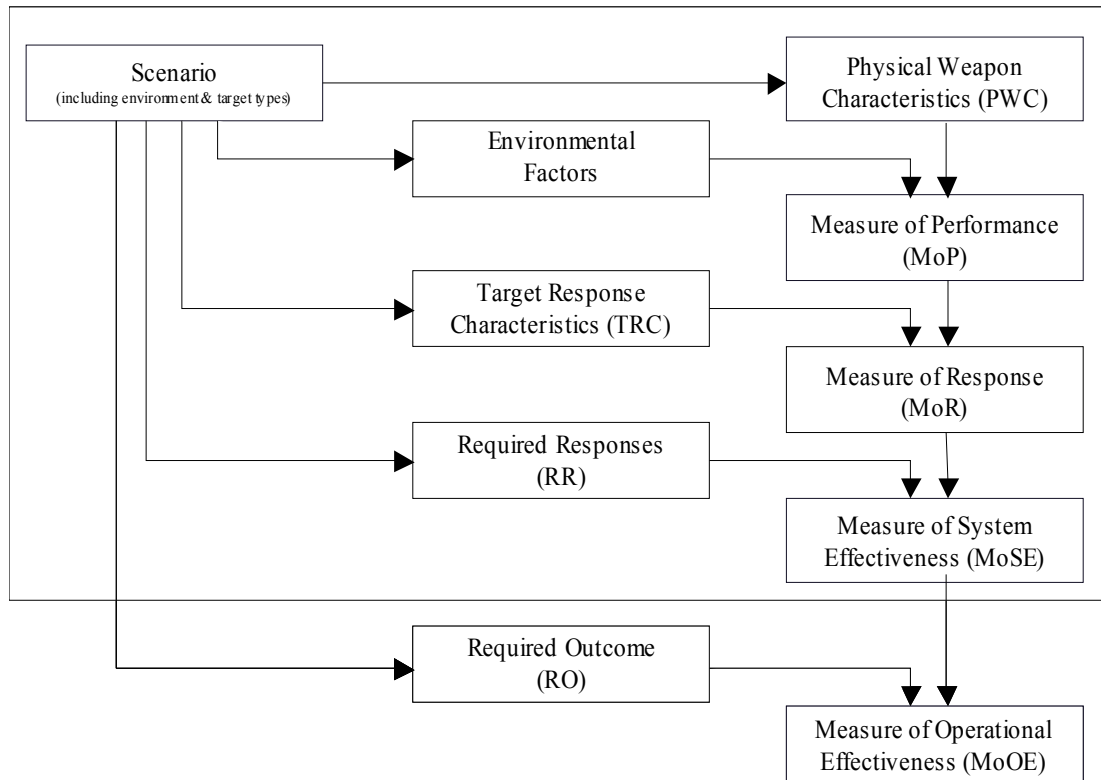 Scenario
(including environment & target types)
Physical Weapon
Characteristics (PWC)
Environmental
Factors
Measure of Performance
(MoP)
Target Response
Characteristics (TRC)
Measure of Response
(MoR)
Required Responses
(RR)
Measure of System
Effectiveness (MoSE)
Required Outcome
(RO)
Measure of Operational
Effectiveness (MoOE)